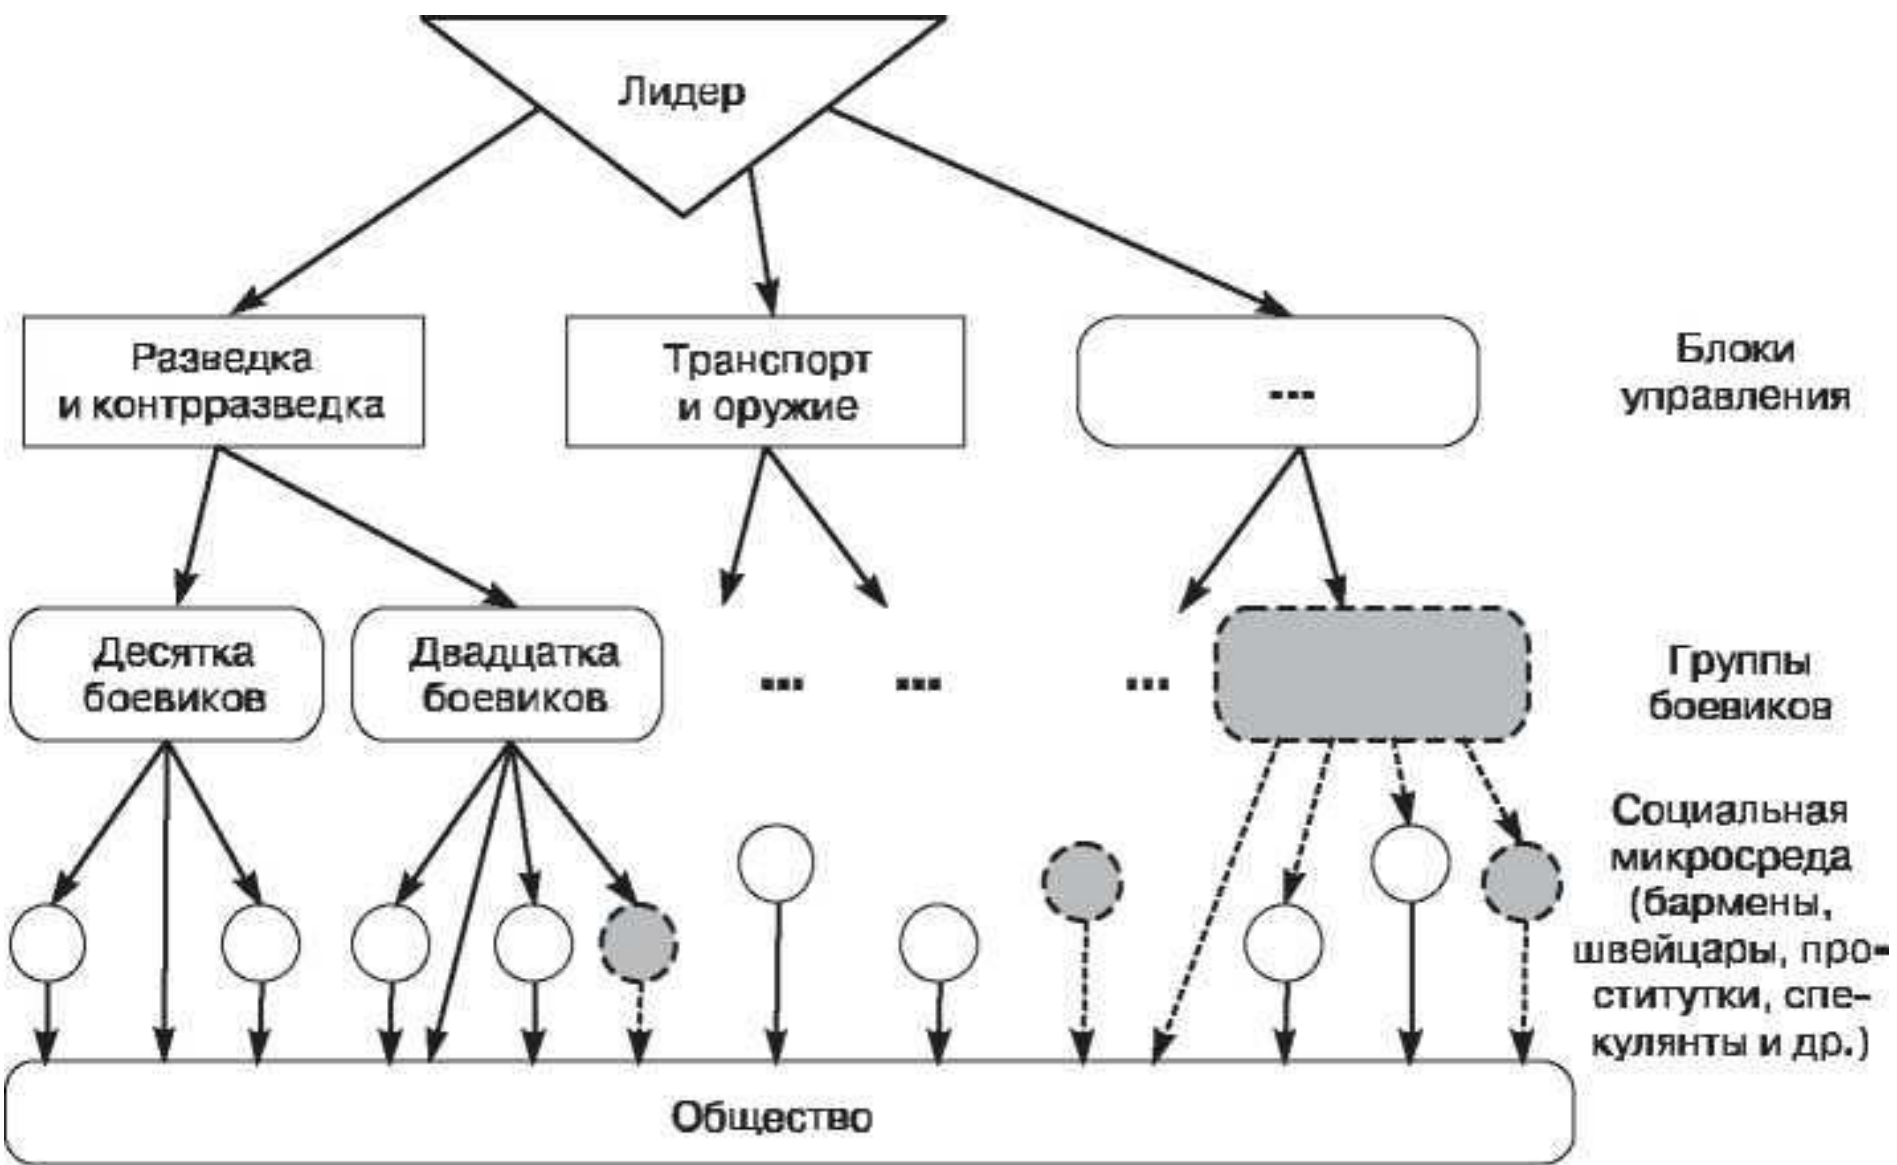 Лидер
Разведка
и контрразведка
Транспорт
и оружие
...
Блоки
управления
Десятка
боевиков
Двадцатка
боевиков
...
...
...
Группы
боевиков
Социальная
микросреда
(бармены,
швейцары, про-
ститутки, спе-
кулянты и др.)
Общество